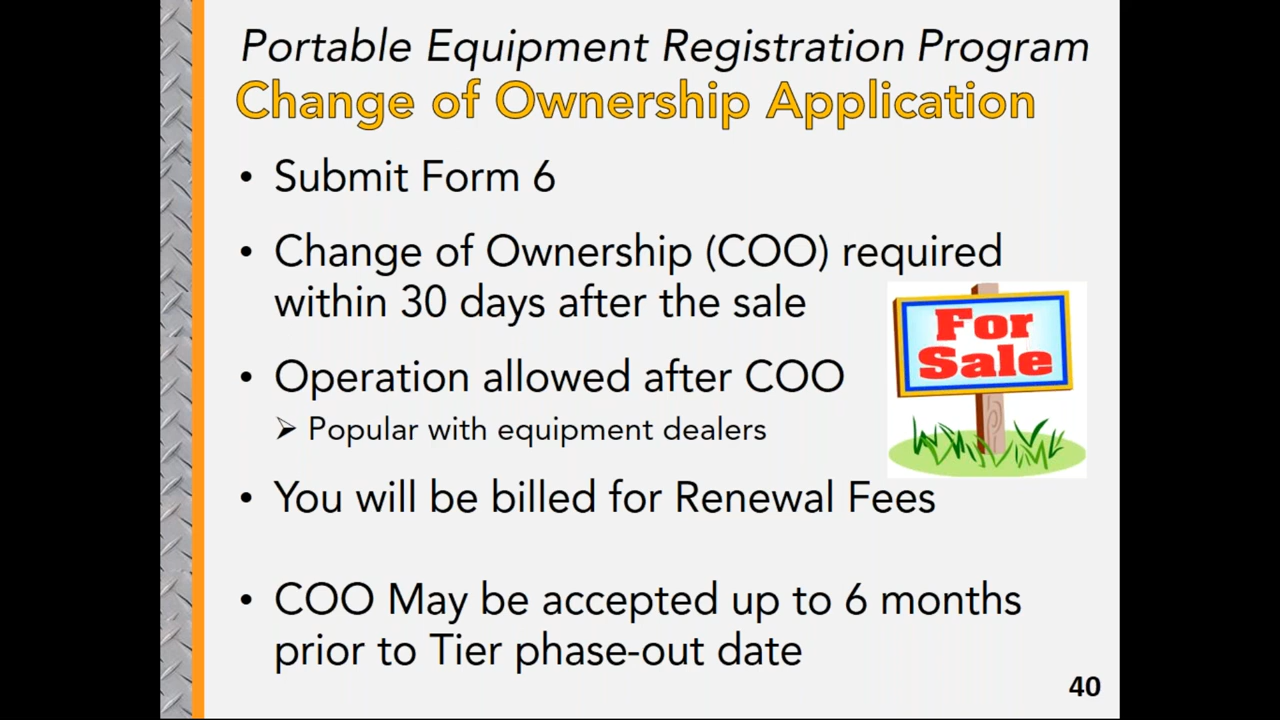 Portable Equipment Registration Program
Change of Ownership Application
• Submit Form 6
• Change of Ownership (COO) required
within 30 days after the sale
For
Sale
• Operation allowed after COO
➢ Popular with equipment dealers
• You will be billed for Renewal Fees
• COO May be accepted up to 6 months
prior to Tier phase-out date
40